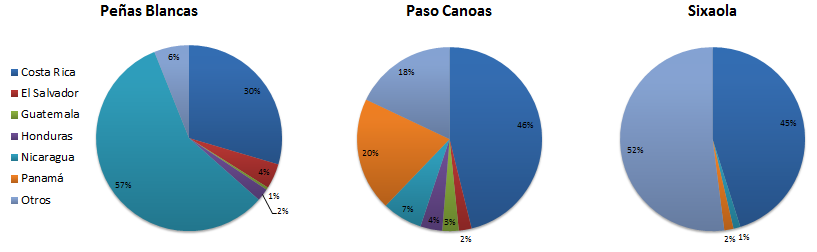 Peñas Blancas
Paso Canoas
Sixaola
Costa Rica
El Salvador
Guatemala
Honduras
Nicaragua
Panamá
Otros
6%
30%
4%
1%
2%
57%
18%
46%
20%
7%
4%
3%
2%
52%
45%
2%
1%